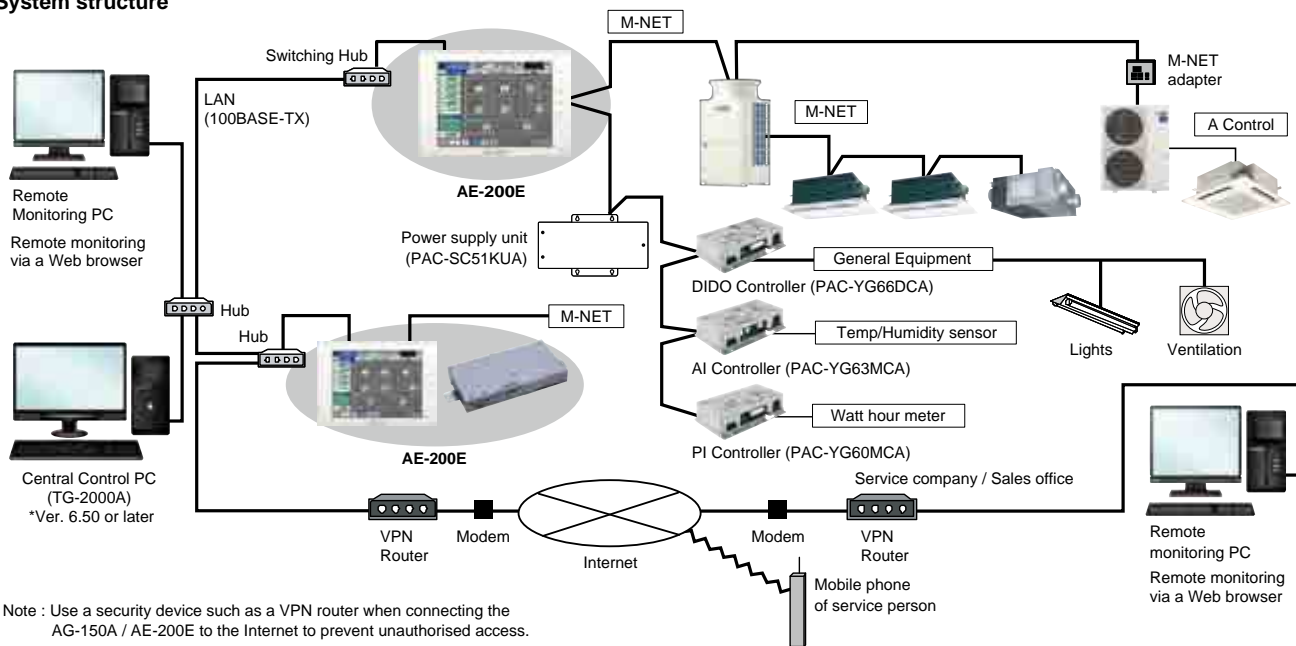 System structure
M-NET
Switching Hub
M-NET
adapter
LAN
(100BASE-TX)
M-NET
A Control
AE-200E
Remote
Monitoring PC
Remote monitoring
via a Web browser
Power supply unit
(PAC-SC51KUA)
General Equipment
DIDO Controller (PAC-YG66DCA)
Hub
Hub
M-NET
Temp/Humidity sensor
Lights
Ventilation
AI Controller (PAC-YG63MCA)
Watt hour meter
AE-200E
PI Controller (PAC-YG60MCA)
Central Control PC
(TG-2000A)
*Ver. 6.50 or later
Service company / Sales office
VPN
Router
Modem
Internet
Modem
VPN
Router
Remote
monitoring PC
Remote monitoring
via a Web browser
Mobile phone
of service person
Note : Use a security device such as a VPN router when connecting the
AG-150A / AE-200E to the Internet to prevent unauthorised access.